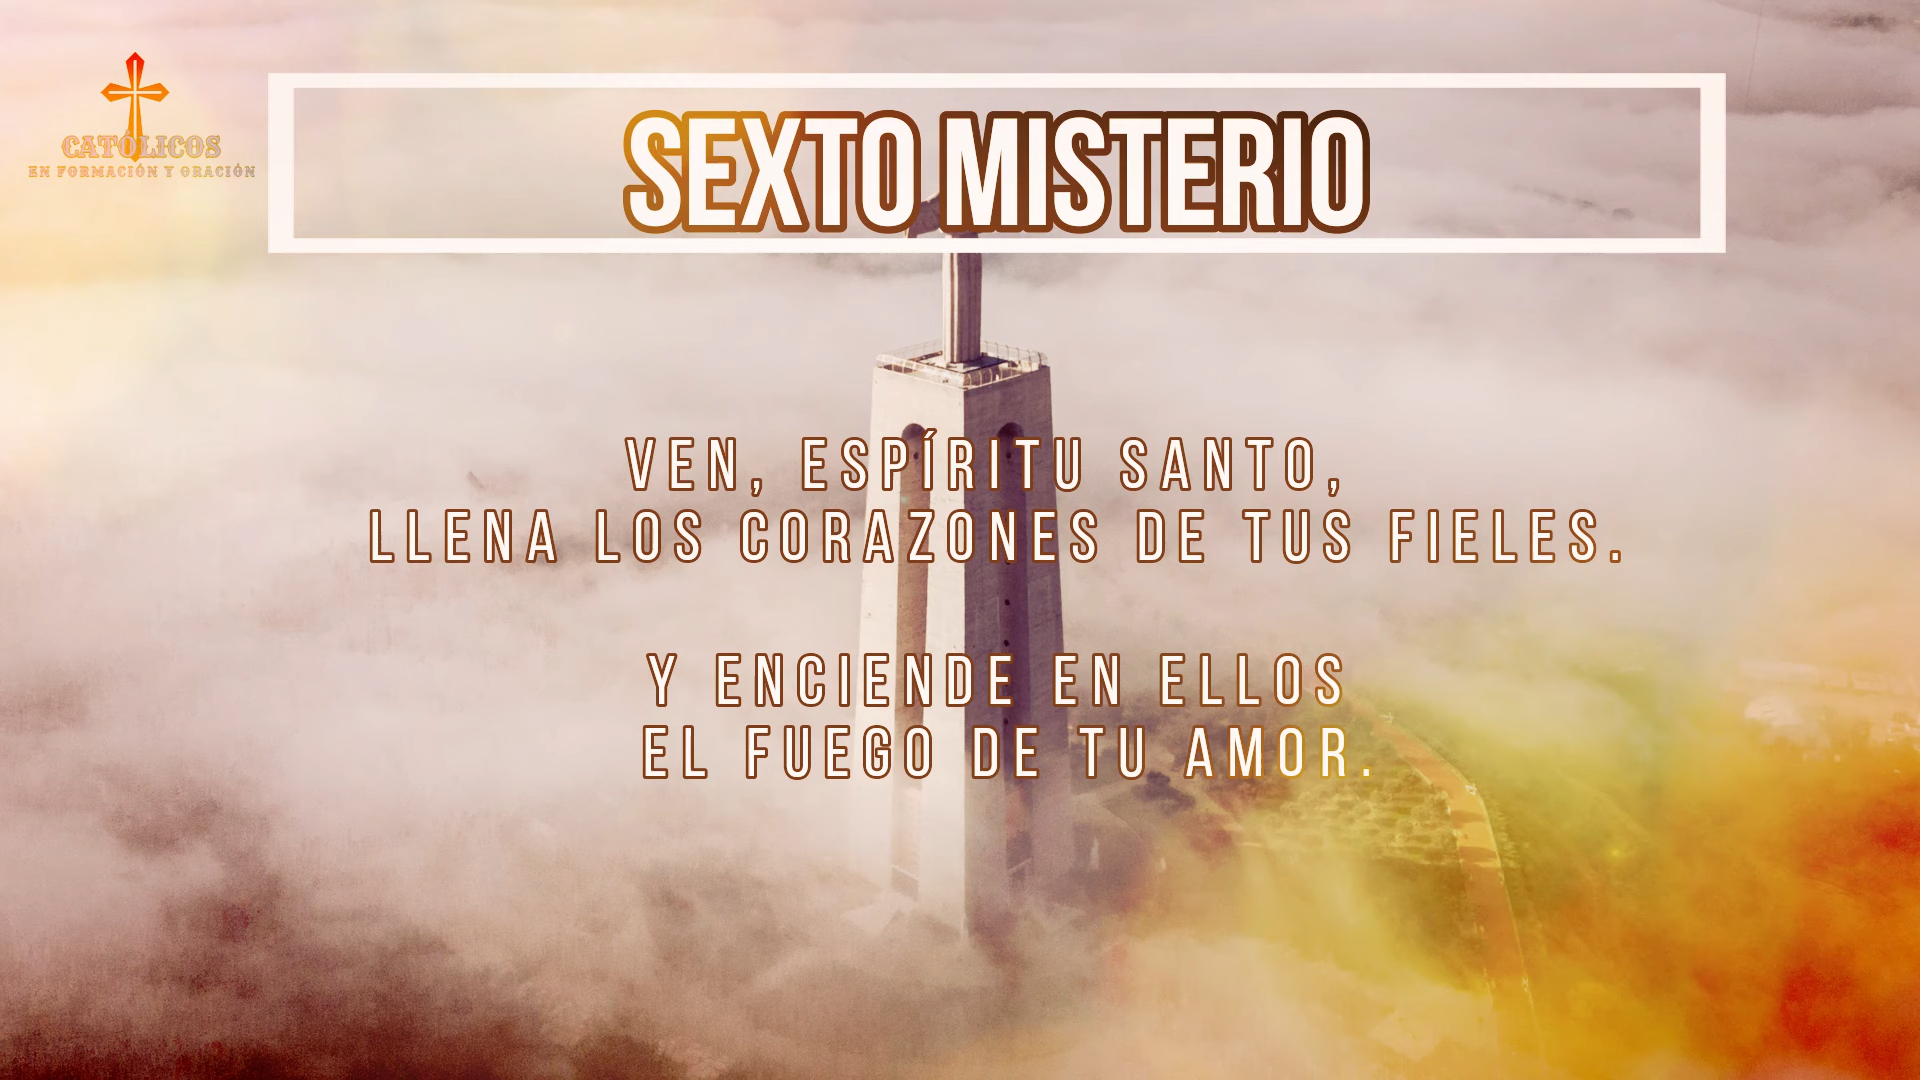 CATÓLICOS
EN FORMACIÓN Y ORACIÓN
SEXTO MISTERIO
VEN, ESPÍRITU SANTO,
LLENA LOS CORAZONES DE TUS FIELES.
Y ENCIENDE EN ELLOS
EL FUEGO DE TU AMOR.